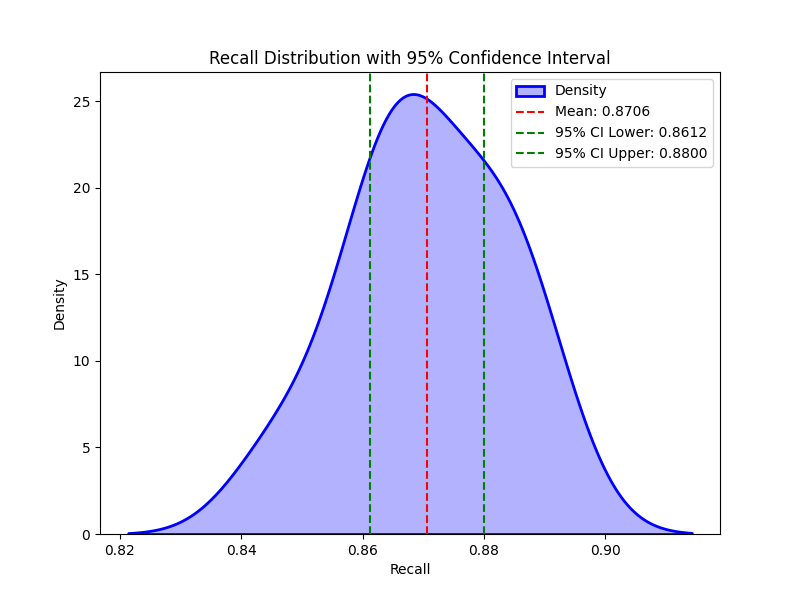 Recall Distribution with 95% Confidence Interval
Density
Mean: 0.8706
95% CI Lower: 0.8612
95% CI Upper: 0.8800
25
20
15
10
5
0
Density
0.82 0.84 0.86 0.88 0.90
Recall